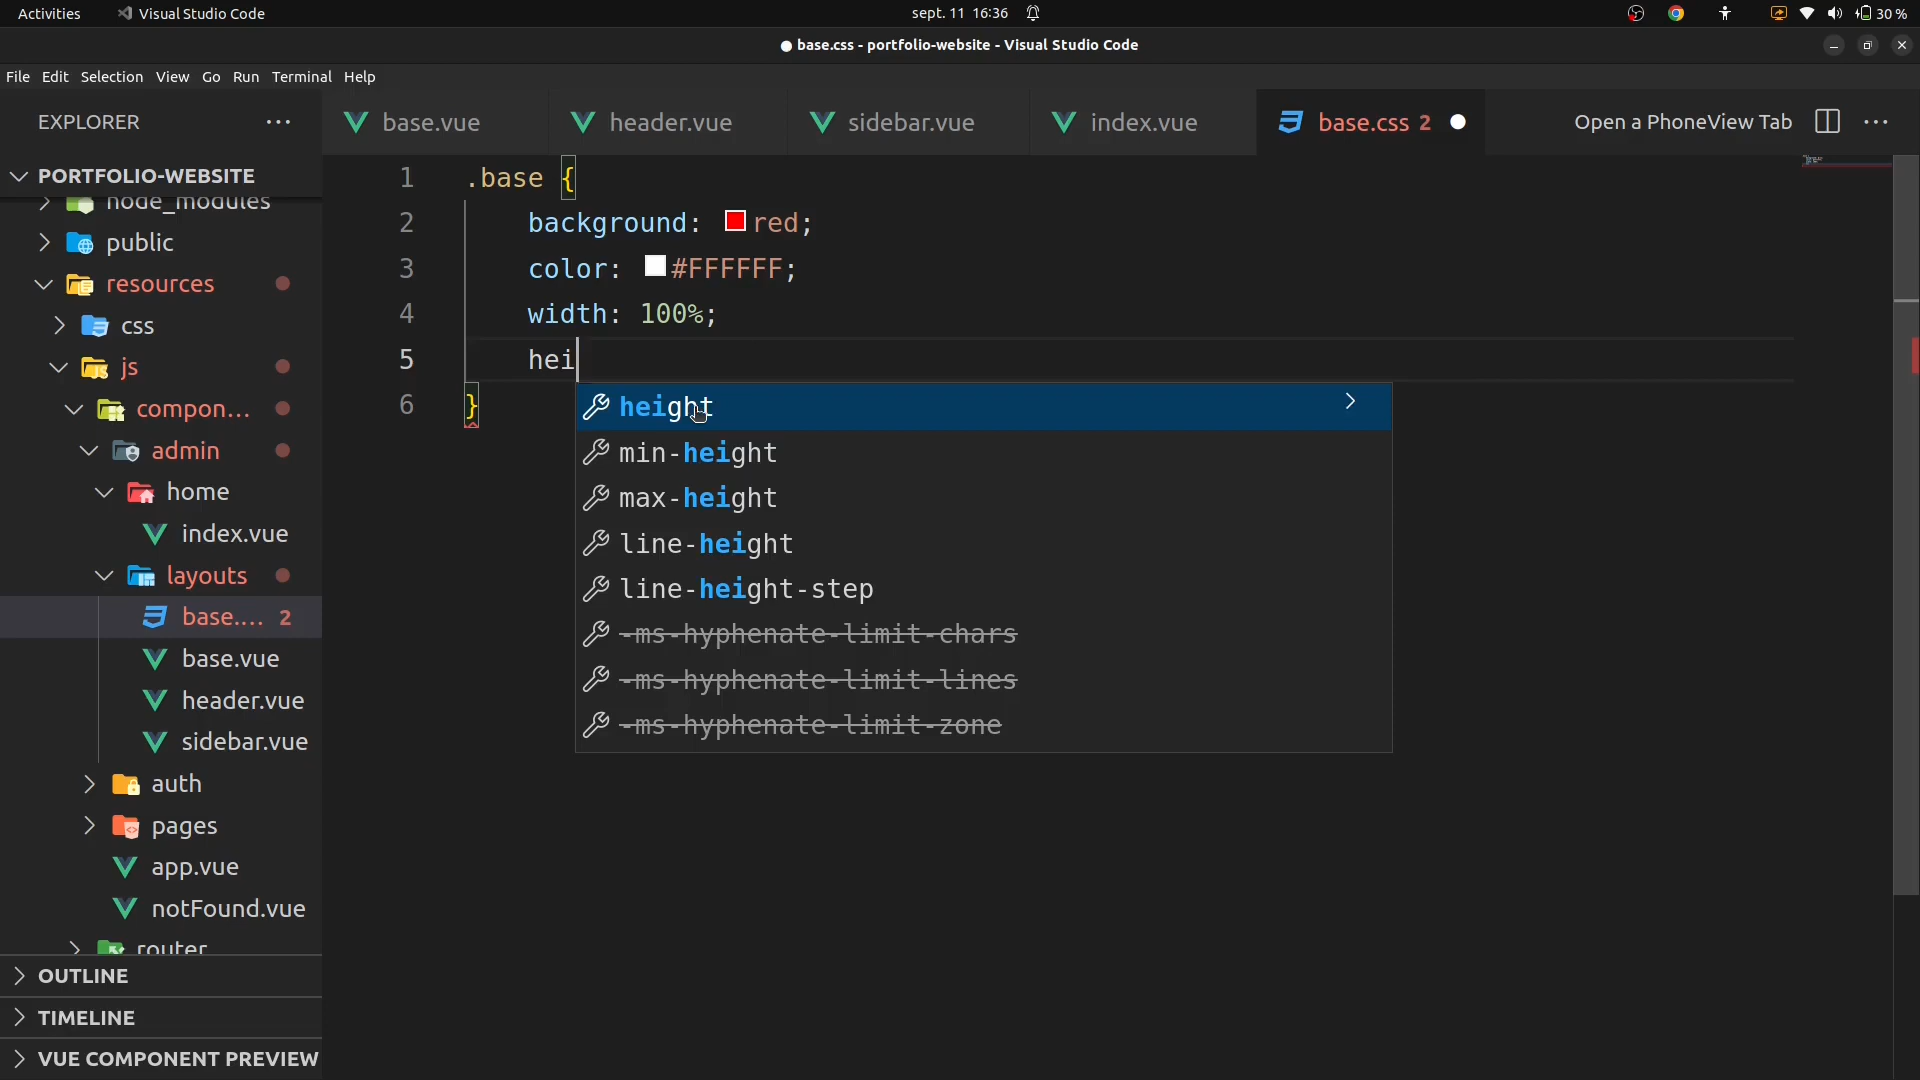 Activities Visual Studio Code sept. 11 16:36 30 %
base.css - portfolio-website - Visual Studio Code
File Edit Selection View Go Run Terminal Help
EXPLORER base.vue header.vue sidebar.vue index.vue base.css 2 Open a PhoneView Tab
PORTFOLIO-WEBSITE
node_modules
public
resources
css
js
compon...
admin
home
index.vue
layouts
base.... 2
base.vue
header.vue
sidebar.vue
auth
pages
app.vue
notFound.vue
router
OUTLINE
TIMELINE
VUE COMPONENT PREVIEW
1 .base {
2 background: red;
3 color: #FFFFFF;
4 width: 100%;
5 hei
6 }
height
min-height
max-height
line-height
line-height-step
-ms-hyphenate-limit-chars
-ms-hyphenate-limit-lines
-ms-hyphenate-limit-zone